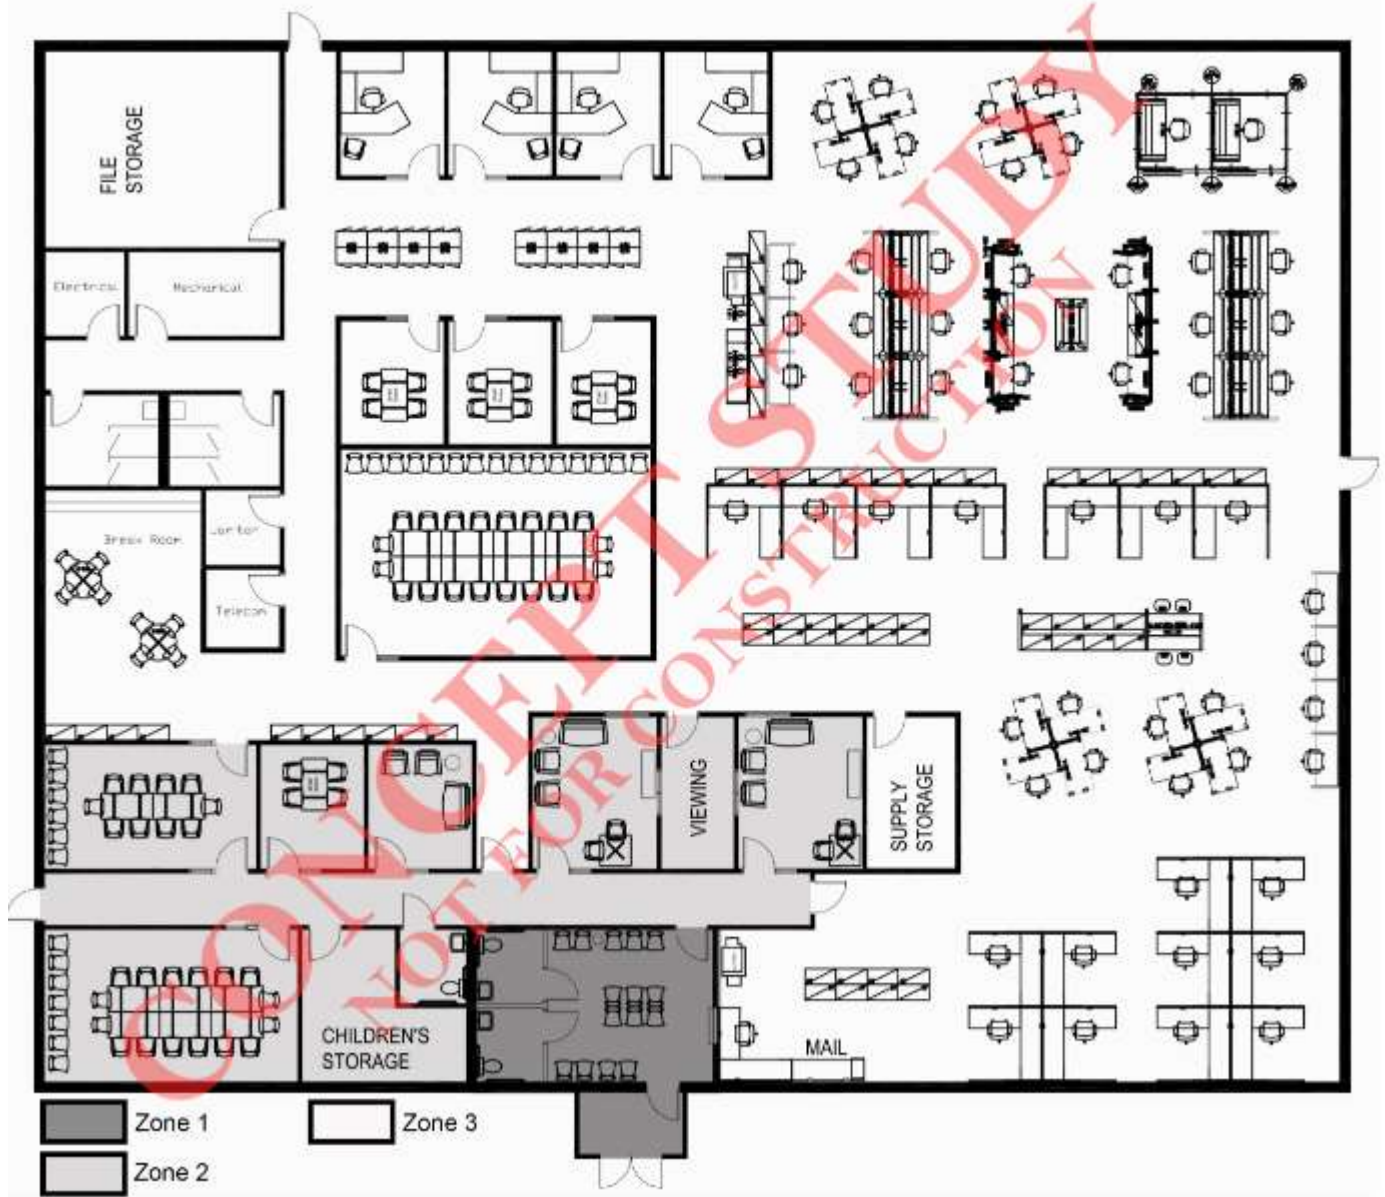 CONCEPT STUDY
NOT FOR CONSTRUCTION
FILE
STORAGE
Electrical
Mechanical
Break Room
Janitor
Telecom
VIEWING
SUPPLY
STORAGE
CHILDREN'S
STORAGE
MAIL
Zone 1
Zone 3
Zone 2